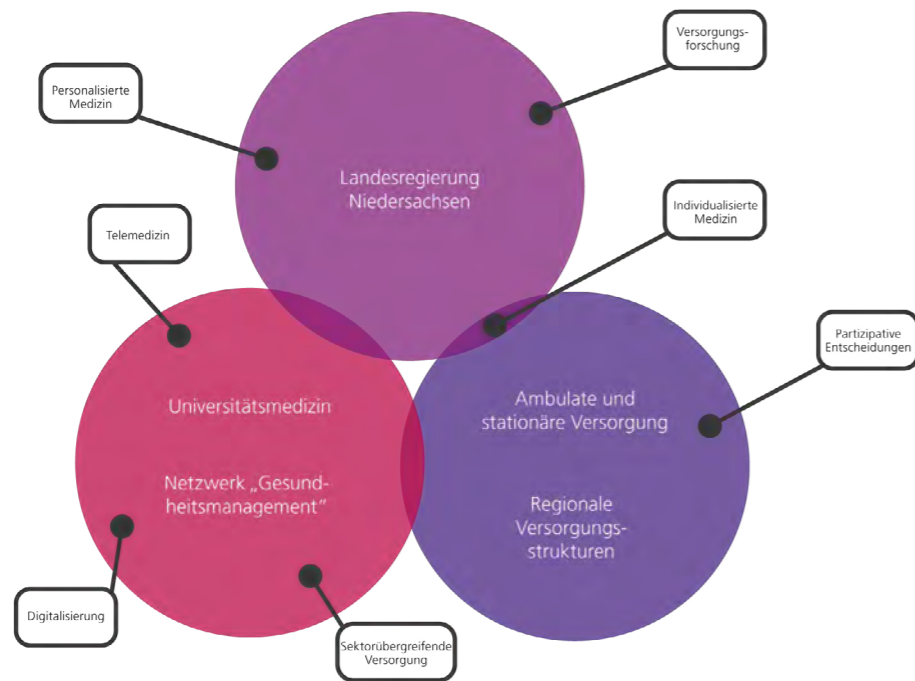 Versorgungs-
forschung
Personalisierte
Medizin
Landesregierung
Niedersachsen
Individualisierte
Medizin
Telemedizin
Partizipative
Entscheidungen
Universitätsmedizin
Netzwerk „Gesund-
heitsmanagement“
Ambulate und
stationäre Versorgung
Regionale
Versorgungs-
strukturen
Digitalisierung
Sektorübergreifende
Versorgung